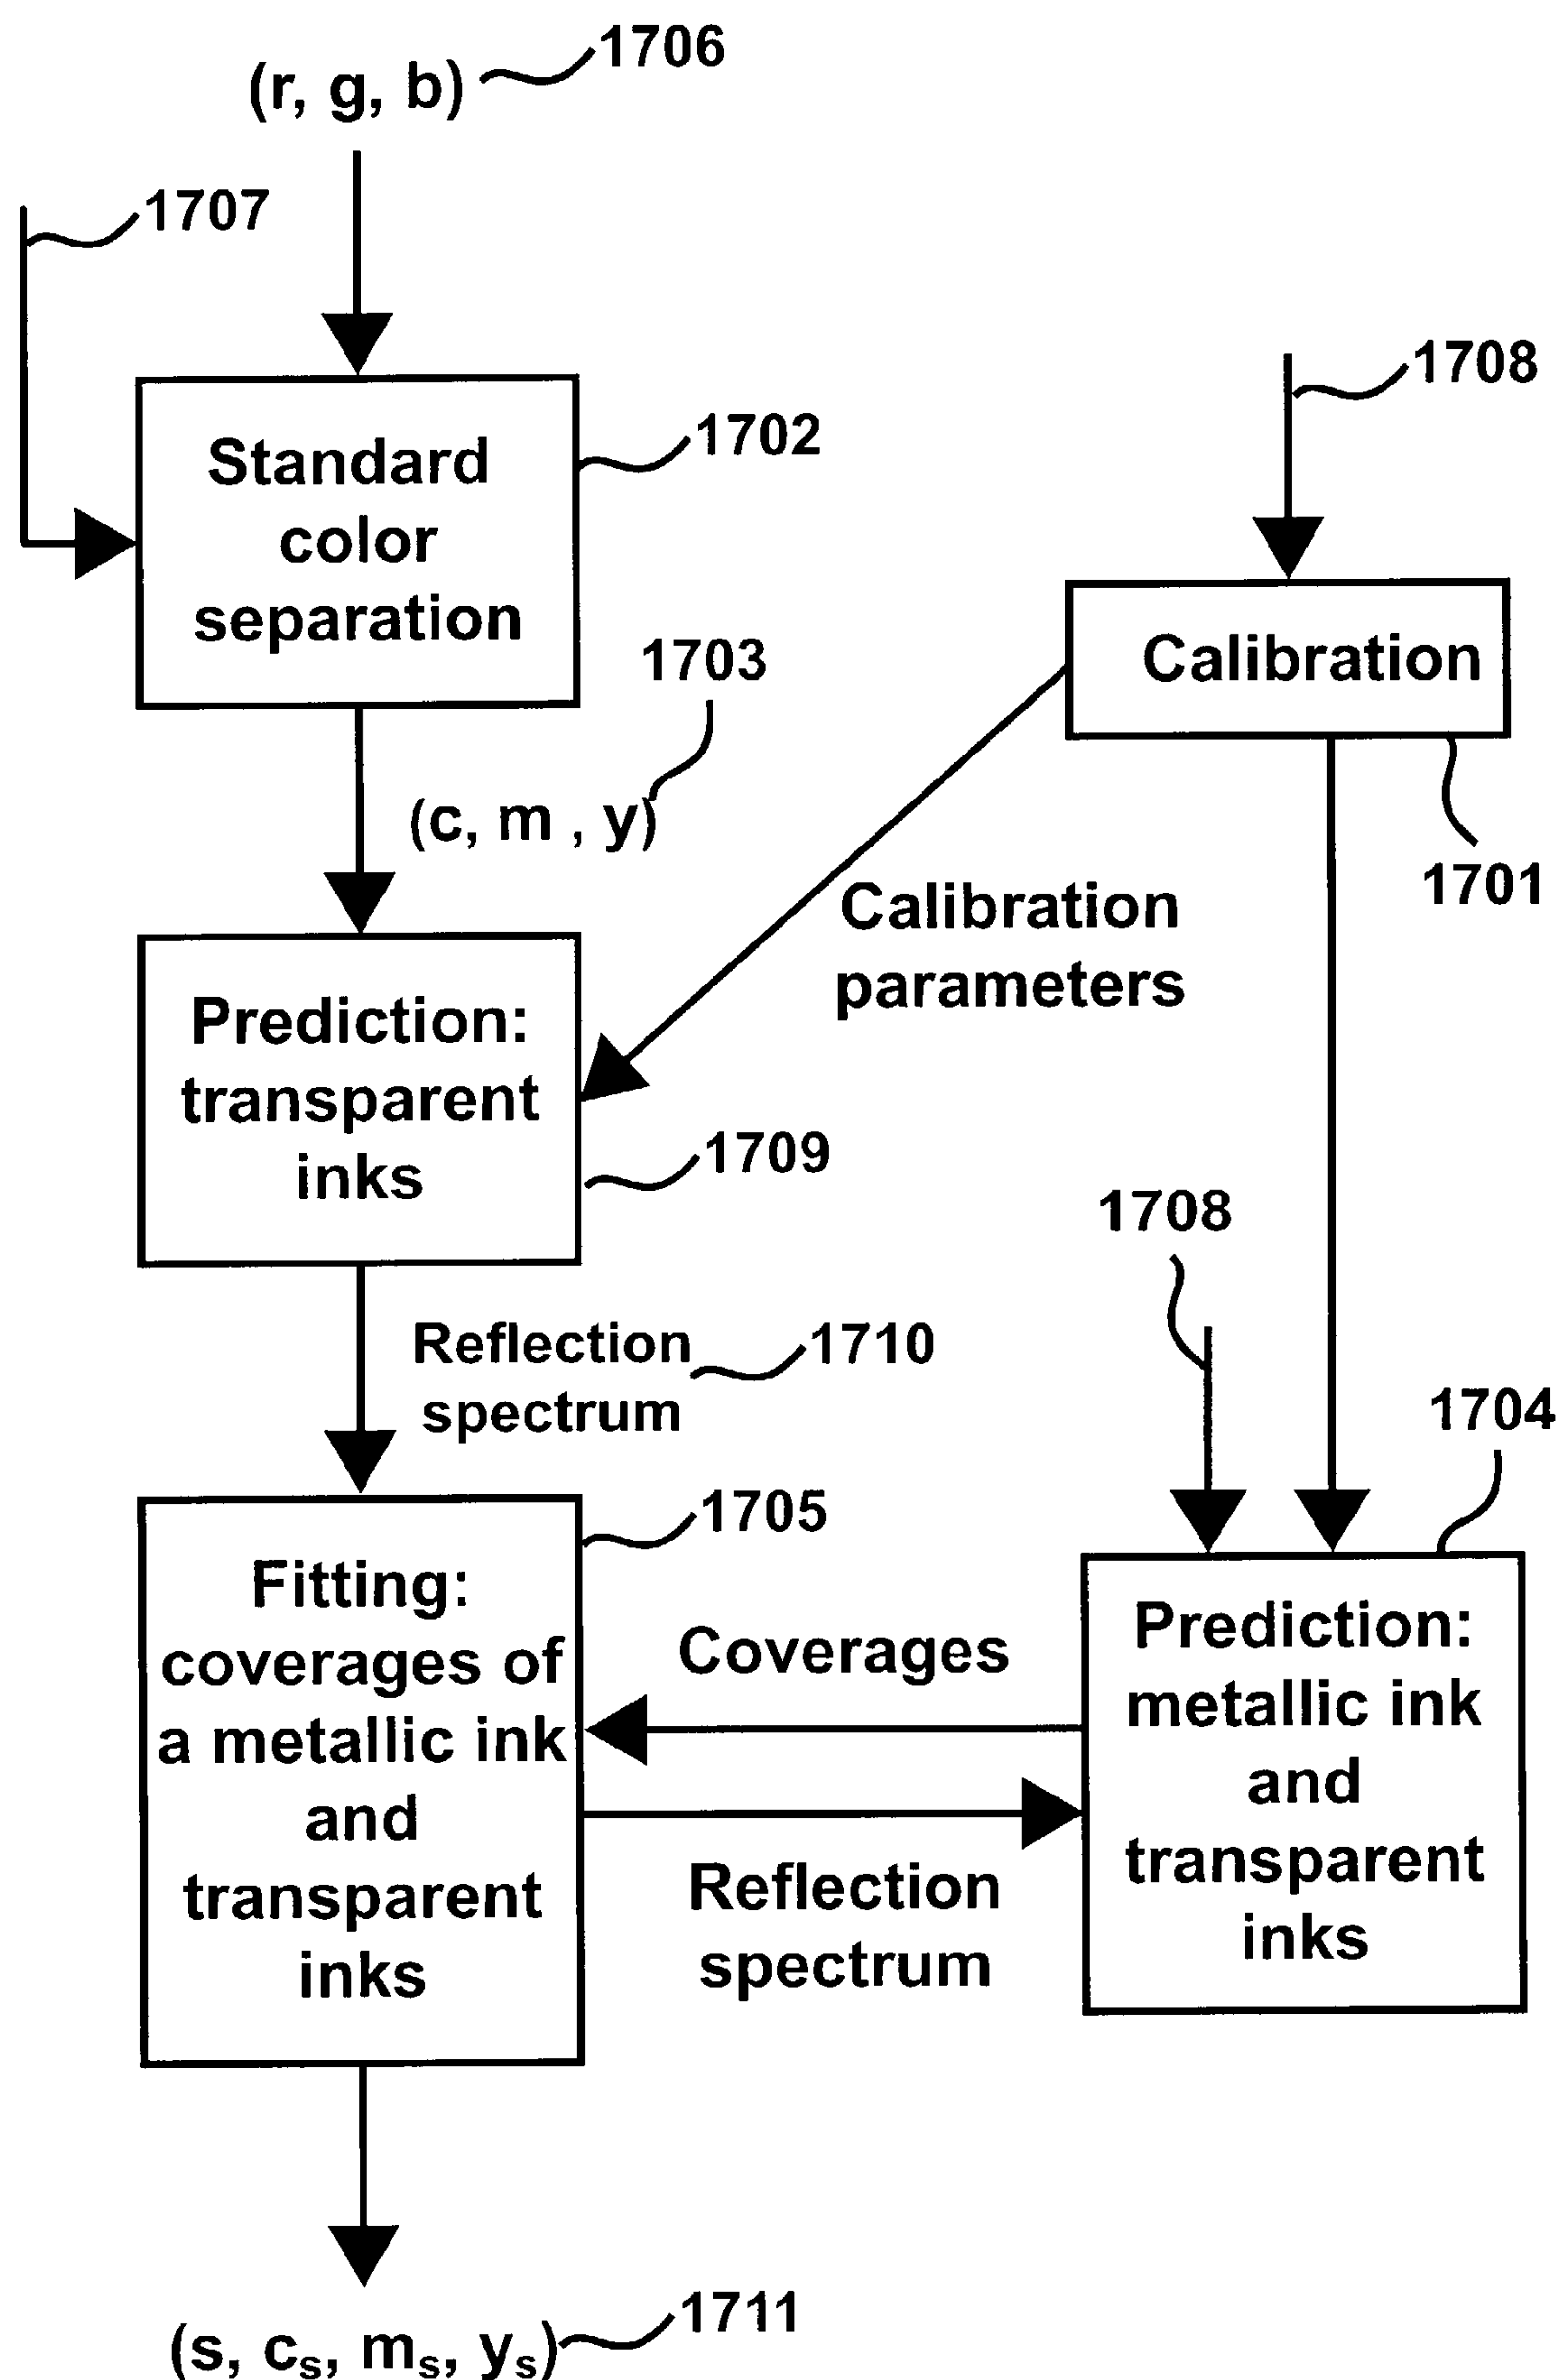 1706
(r, g, b)
1707
1708
1702
Standard
color
separation
1703
Calibration
(c, m , y)
1701
Calibration
parameters
Prediction:
transparent
inks
1709
1708
Reflection
spectrum
1710
1704
1705
Fitting:
coverages of
a metallic ink
and
transparent
inks
Coverages
Reflection
spectrum
Prediction:
metallic ink
and
transparent
inks
1711
(s, cₛ, mₛ, yₛ)